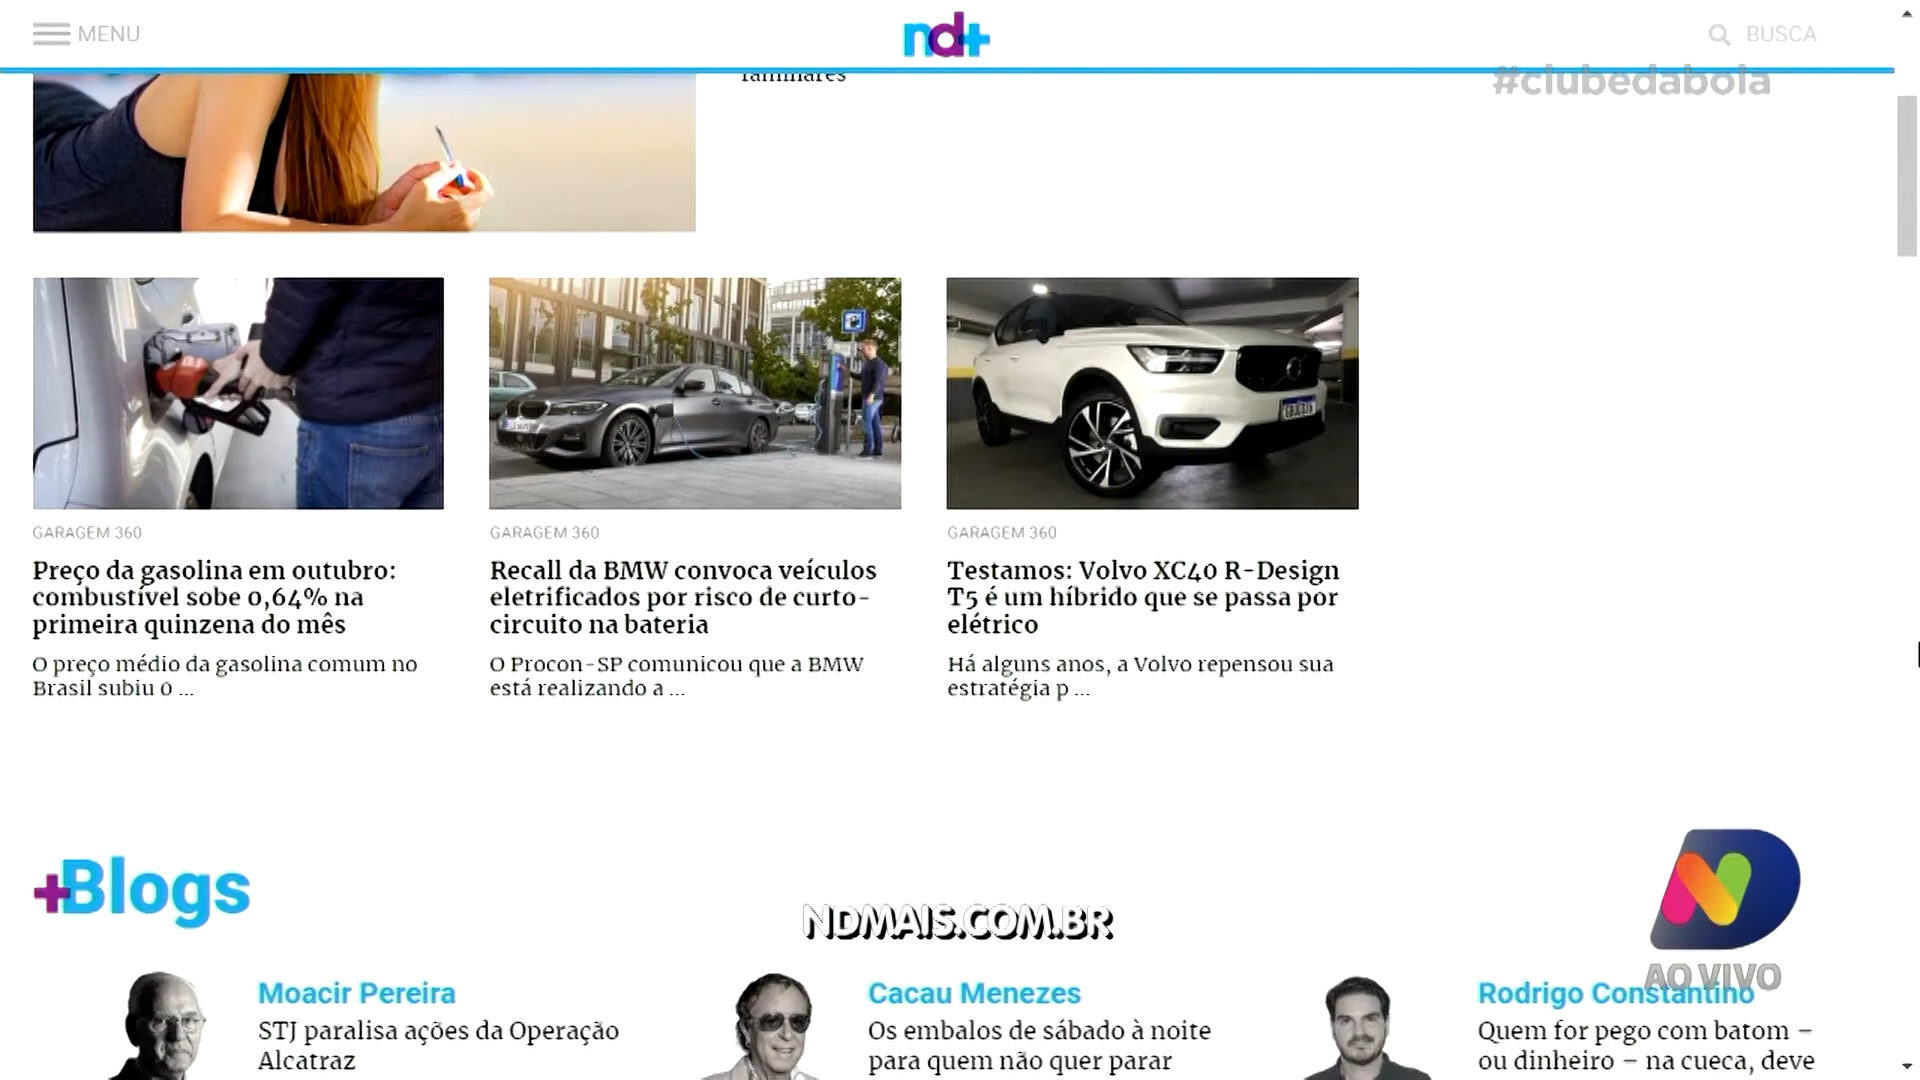 MENU
nd+
BUSCA
familiares
#clubedabola
GARAGEM 360
Preço da gasolina em outubro:
combustível sobe 0,64% na
primeira quinzena do mês
O preço médio da gasolina comum no
Brasil subiu 0 ...
GARAGEM 360
Recall da BMW convoca veículos
eletrificados por risco de curto-
circuito na bateria
O Procon-SP comunicou que a BMW
está realizando a ...
GARAGEM 360
Testamos: Volvo XC40 R-Design
T5 é um híbrido que se passa por
elétrico
Há alguns anos, a Volvo repensou sua
estratégia p ...
+Blogs
NDMAIS.COM.BR
ND
AO VIVO
Moacir Pereira
STJ paralisa ações da Operação
Alcatraz
Cacau Menezes
Os embalos de sábado à noite
para quem não quer parar
Rodrigo Constantino
Quem for pego com batom –
ou dinheiro – na cueca, deve